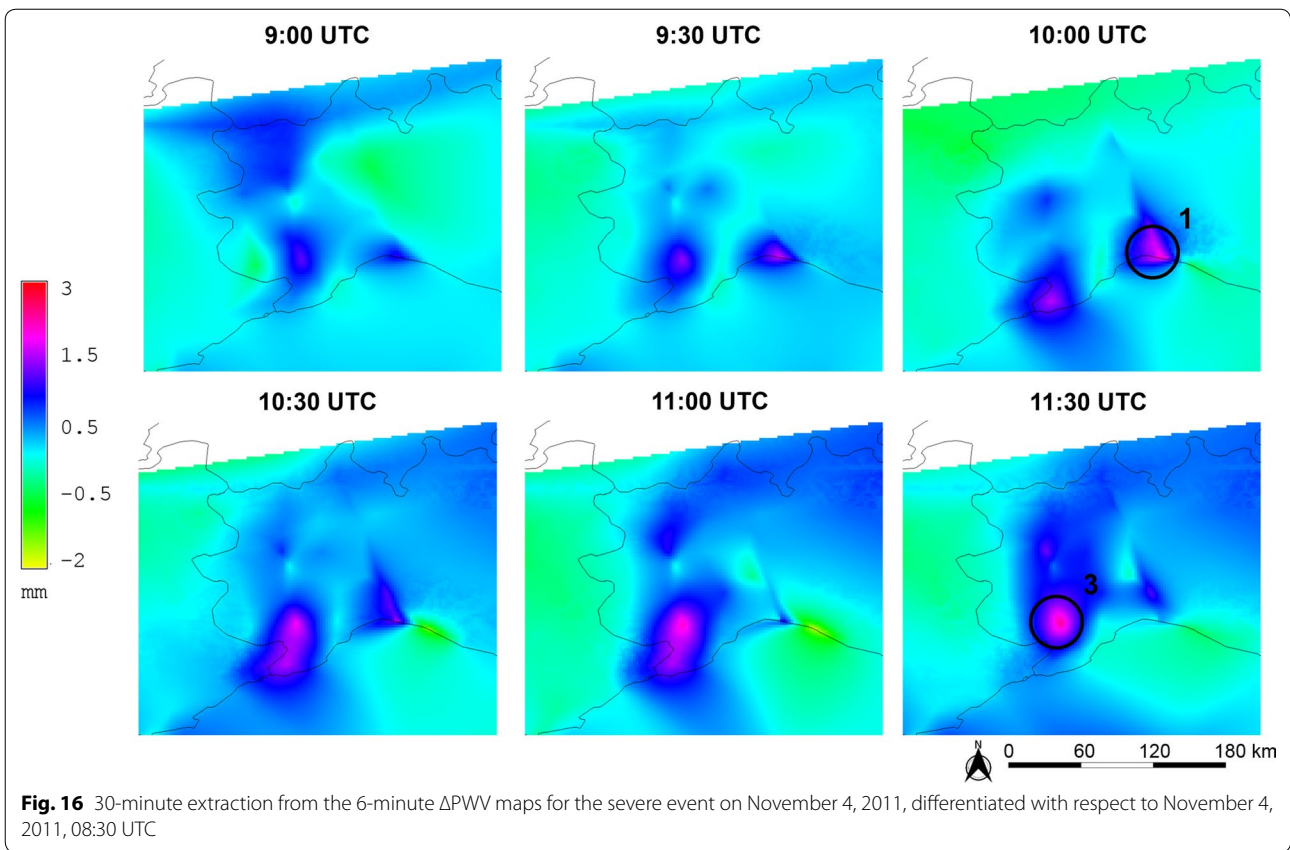 9:00 UTC
9:30 UTC
10:00 UTC
1
3
1.5
0.5
−0.5
−2
mm
10:30 UTC
11:00 UTC
11:30 UTC
3
N
0 60 120 180 km
Fig. 16 30-minute extraction from the 6-minute ΔPWV maps for the severe event on November 4, 2011, differentiated with respect to November 4,
2011, 08:30 UTC